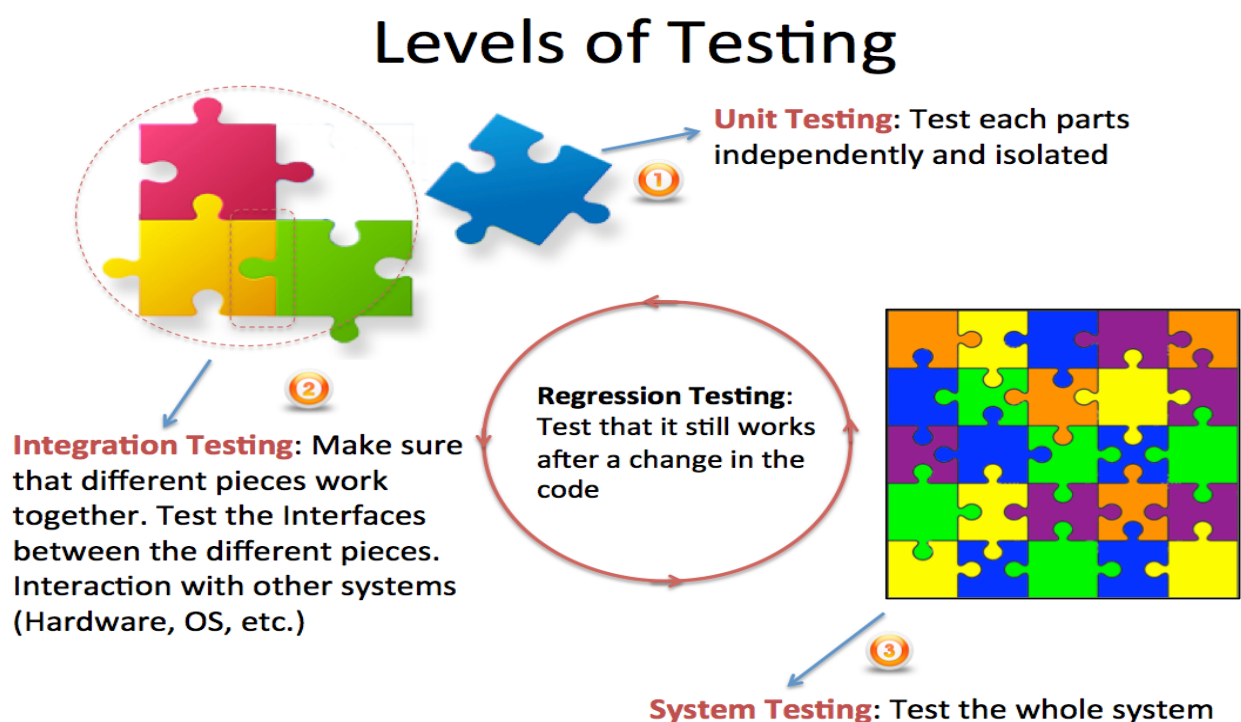 Levels of Testing
Unit Testing: Test each parts
independently and isolated
1
2
Integration Testing: Make sure
that different pieces work
together. Test the Interfaces
between the different pieces.
Interaction with other systems
(Hardware, OS, etc.)
Regression Testing:
Test that it still works
after a change in the
code
3
System Testing: Test the whole system